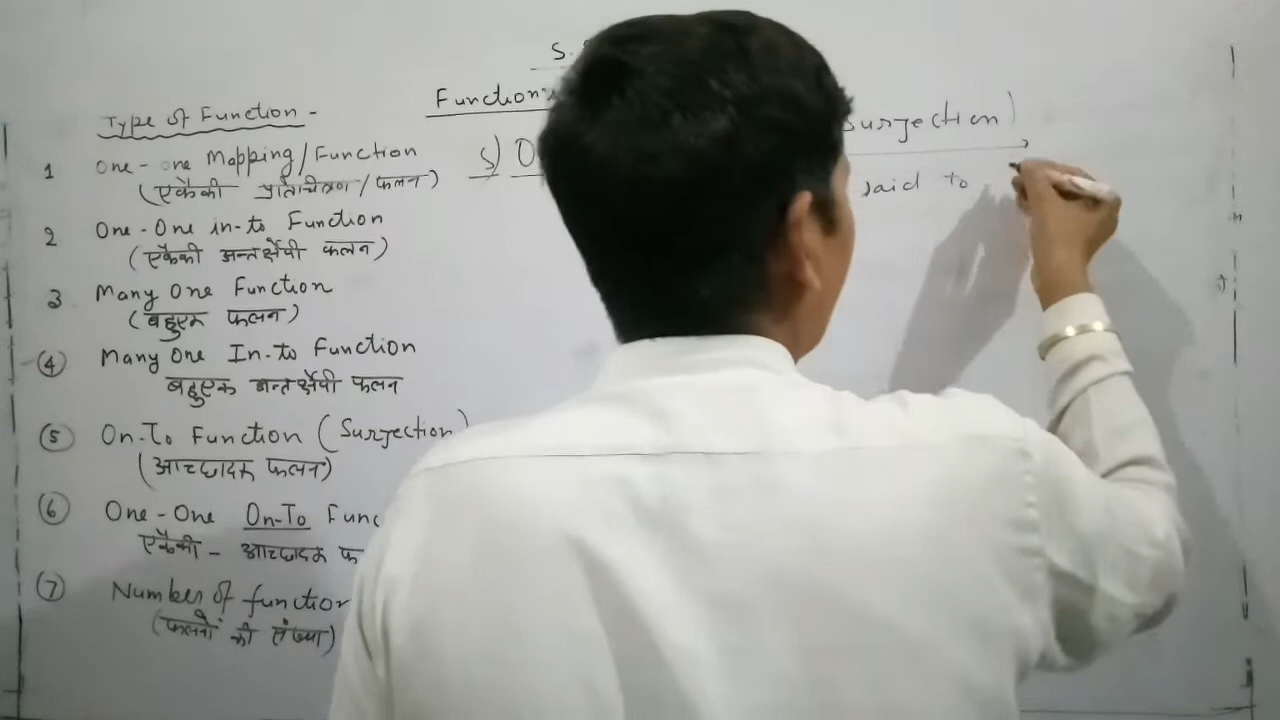 S.
Function
Type of Function -
1 One-one Mapping/Function
(एकैकी प्रतिचित्रण/फलन)
2 One-One in-to Function
(एकैकी अन्तर्क्षेपी फलन)
3 Many One Function
(बहुएक फलन)
4 Many One In-to Function
बहुएक अन्तर्क्षेपी फलन
5 On-To Function (Surjection)
(आच्छादक फलन)
6 One-One On-To Func
एकैकी - आच्छादक फ
7 Number of function
(फलनों की संख्या)
5) O
Surjection)
said to